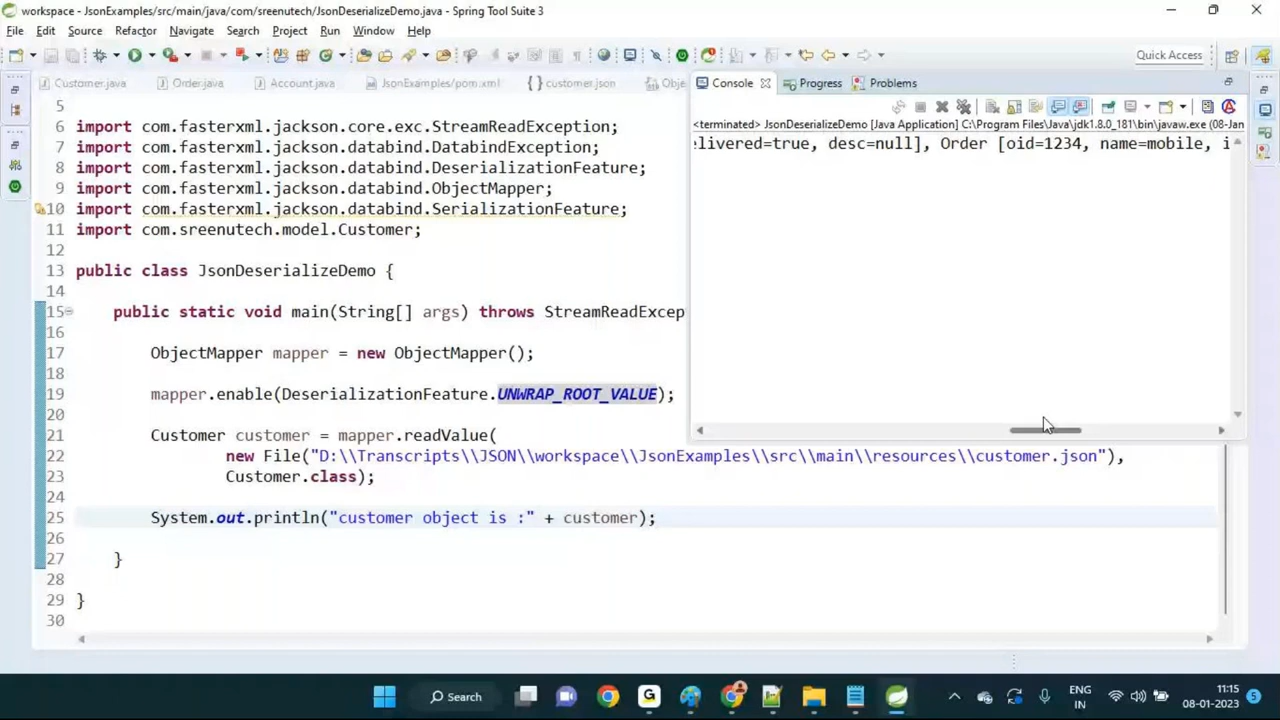 workspace - JsonExamples/src/main/java/com/sreenutech/JsonDeserializeDemo.java - Spring Tool Suite 3
File Edit Source Refactor Navigate Search Project Run Window Help
Quick Access
Customer.java Order.java Account.java JsonExamples/pom.xml customer.json Obje
Console Progress Problems
<terminated> JsonDeserializeDemo [Java Application] C:\Program Files\Java\jdk1.8.0_181\bin\javaw.exe (08-Jan
livered=true, desc=null], Order [oid=1234, name=mobile, i
5
6 import com.fasterxml.jackson.core.exc.StreamReadException;
7 import com.fasterxml.jackson.databind.DatabindException;
8 import com.fasterxml.jackson.databind.DeserializationFeature;
9 import com.fasterxml.jackson.databind.ObjectMapper;
10 import com.fasterxml.jackson.databind.SerializationFeature;
11 import com.sreenutech.model.Customer;
12
13 public class JsonDeserializeDemo {
14
15 public static void main(String[] args) throws StreamReadExcep
16
17 ObjectMapper mapper = new ObjectMapper();
18
19 mapper.enable(DeserializationFeature.UNWRAP_ROOT_VALUE);
20
21 Customer customer = mapper.readValue(
22 new File("D:\\Transcripts\\JSON\\workspace\\JsonExamples\\src\\main\\resources\\customer.json"),
23 Customer.class);
24
25 System.out.println("customer object is :" + customer);
26
27 }
28
29 }
30
Search
ENG
IN
11:15
08-01-2023
5